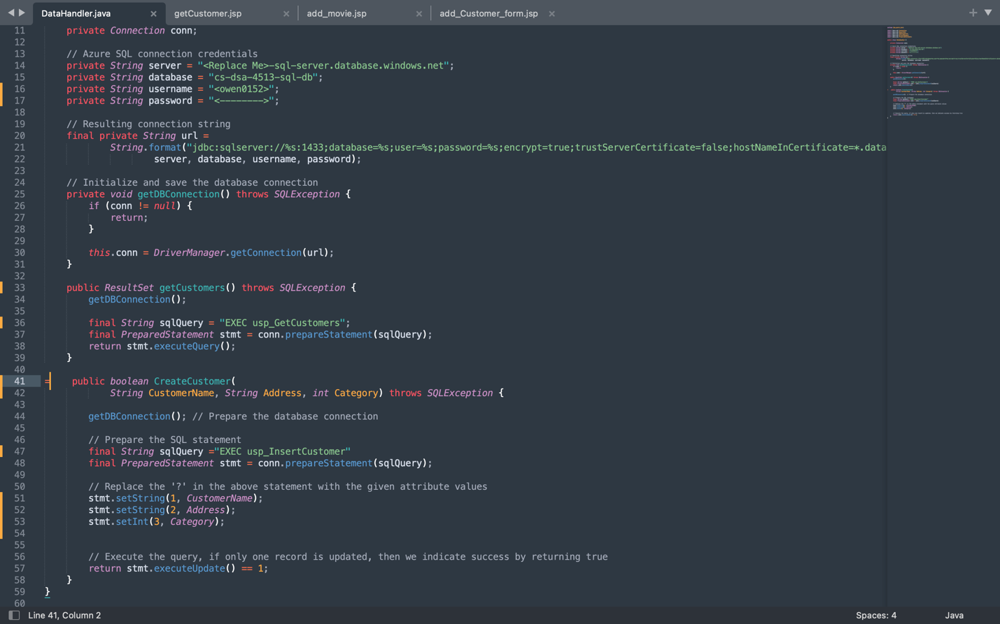 DataHandler.java × getCustomer.jsp × add_movie.jsp × add_Customer_form.jsp ×
11 private Connection conn;
12
13 // Azure SQL connection credentials
14 private String server = "<Replace Me>-sql-server.database.windows.net";
15 private String database = "cs-dsa-4513-sql-db";
16 private String username = "<owen0152>";
17 private String password = "<-------->";
18
19 // Resulting connection string
20 final private String url =
21 String.format("jdbc:sqlserver://%s:1433;database=%s;user=%s;password=%s;encrypt=true;trustServerCertificate=false;hostNameInCertificate=*.data
22 server, database, username, password);
23
24 // Initialize and save the database connection
25 private void getDBConnection() throws SQLException {
26 if (conn != null) {
27 return;
28 }
29
30 this.conn = DriverManager.getConnection(url);
31 }
32
33 public ResultSet getCustomers() throws SQLException {
34 getDBConnection();
35
36 final String sqlQuery = "EXEC usp_GetCustomers";
37 final PreparedStatement stmt = conn.prepareStatement(sqlQuery);
38 return stmt.executeQuery();
39 }
40
41 = public boolean CreateCustomer(
42 String CustomerName, String Address, int Category) throws SQLException {
43
44 getDBConnection(); // Prepare the database connection
45
46 // Prepare the SQL statement
47 final String sqlQuery ="EXEC usp_InsertCustomer"
48 final PreparedStatement stmt = conn.prepareStatement(sqlQuery);
49
50 // Replace the '?' in the above statement with the given attribute values
51 stmt.setString(1, CustomerName);
52 stmt.setString(2, Address);
53 stmt.setInt(3, Category);
54
55
56 // Execute the query, if only one record is updated, then we indicate success by returning true
57 return stmt.executeUpdate() == 1;
58 }
59 }
60
Line 41, Column 2 Spaces: 4 Java